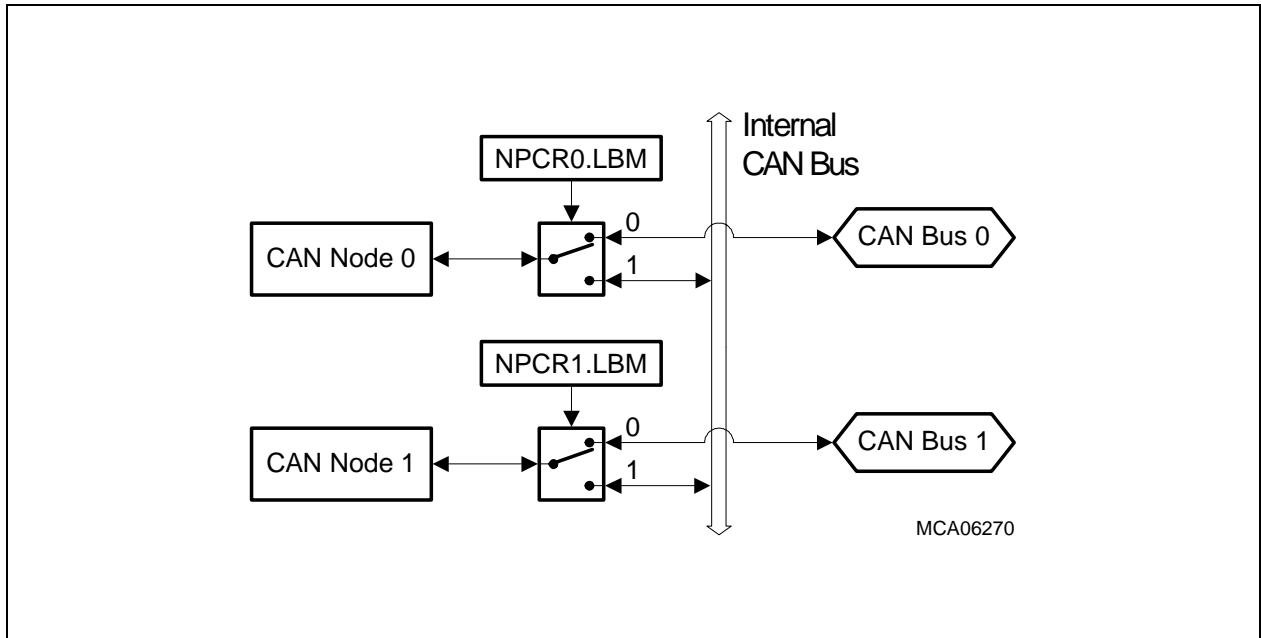 Internal
CAN Bus
NPCR0.LBM
0
CAN Node 0
CAN Bus 0
1
NPCR1.LBM
0
CAN Node 1
CAN Bus 1
1
MCA06270